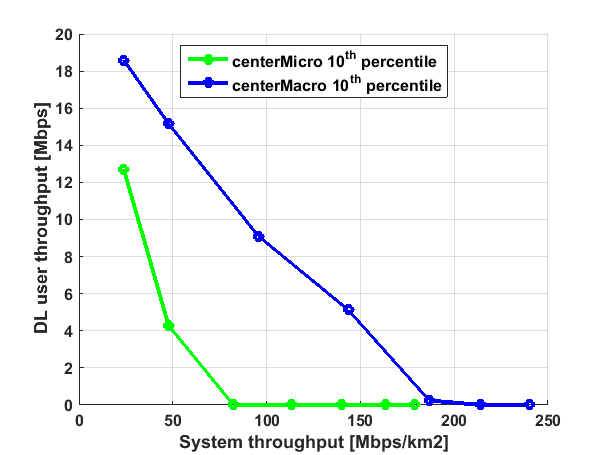 20
18
16
14
12
10
8
6
4
2
0
DL user throughput [Mbps]
centerMicro 10th percentile
centerMacro 10th percentile
0 50 100 150 200 250
System throughput [Mbps/km2]